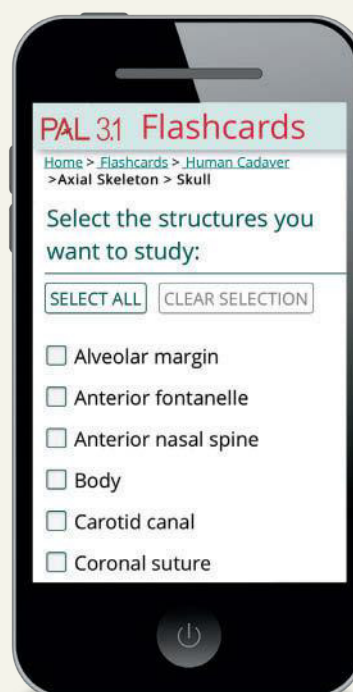 PAL 3.1 Flashcards
Home > Flashcards > Human Cadaver
>Axial Skeleton > Skull
Select the structures you
want to study:
SELECT ALL CLEAR SELECTION
Alveolar margin
Anterior fontanelle
Anterior nasal spine
Body
Carotid canal
Coronal suture